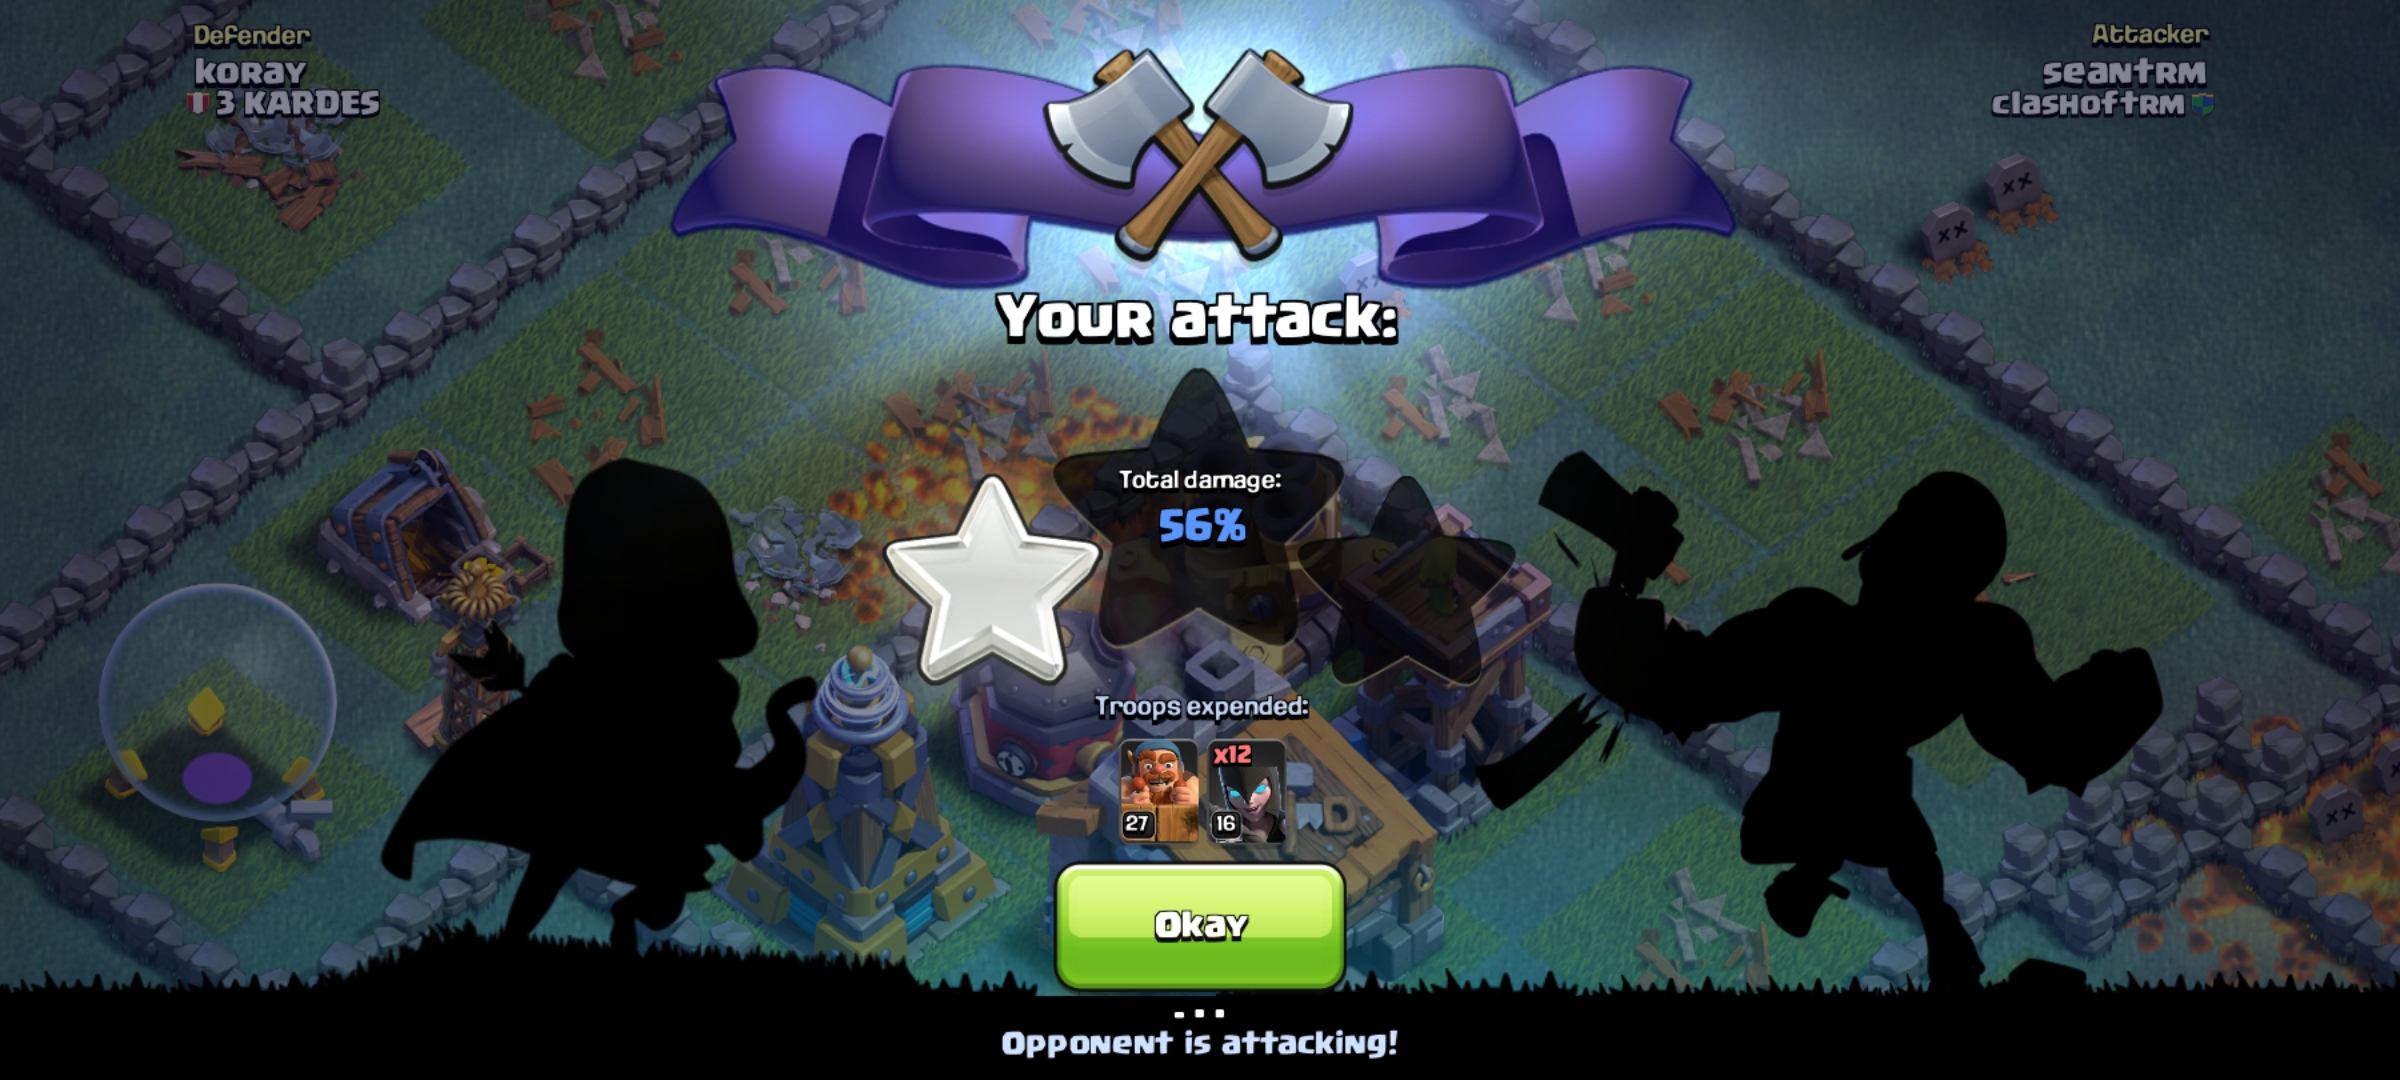 Defender
koray
3 KARDES
Attacker
seantRM
clashoftRM
Your attack:
Total damage:
56%
Troops expended:
x12
27
16
Okay
...
Opponent is attacking!